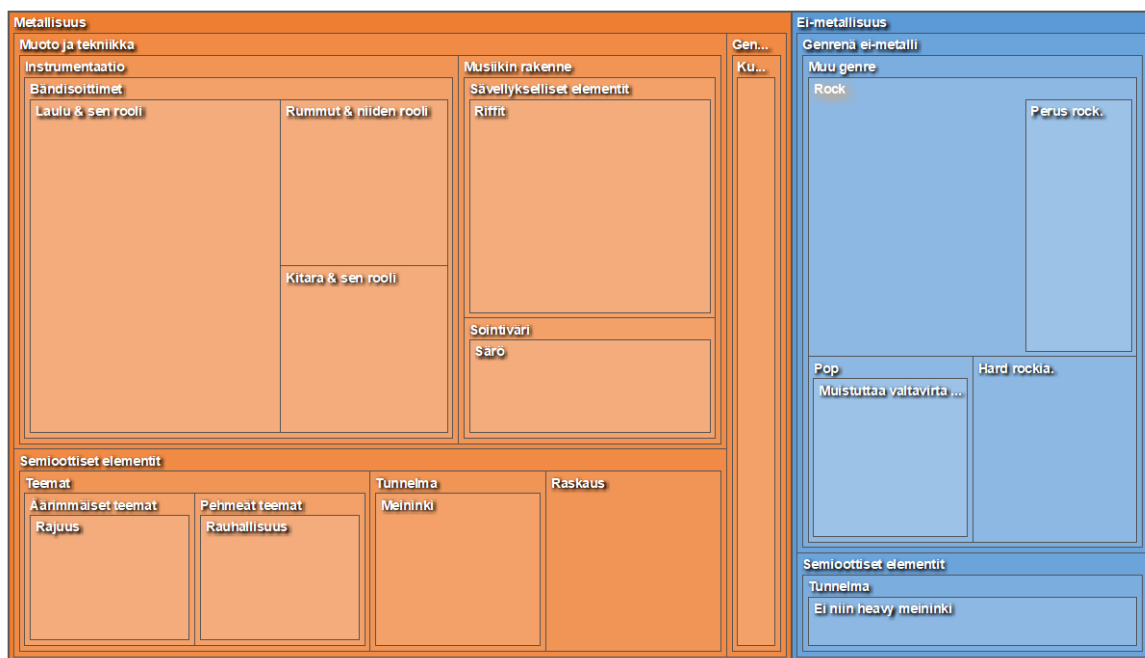 Metallisuus
Muoto ja tekniikka
Instrumentaatio
Bändisoittimet
Laulu & sen rooli
Rummut & niiden rooli
Kitara & sen rooli
Musiikin rakenne
Sävellykselliset elementit
Riffit
Sointiväri
Särö
Gen...
Ku...
Semioottiset elementit
Teemat
Äärimmäiset teemat
Rajuus
Pehmeät teemat
Rauhallisuus
Tunnelma
Meininki
Raskaus
Ei-metallisuus
Genrenä ei-metalli
Muu genre
Rock
Perus rock.
Pop
Muistuttaa valtavirta ...
Hard rockia.
Semioottiset elementit
Tunnelma
Ei niin heavy meininki